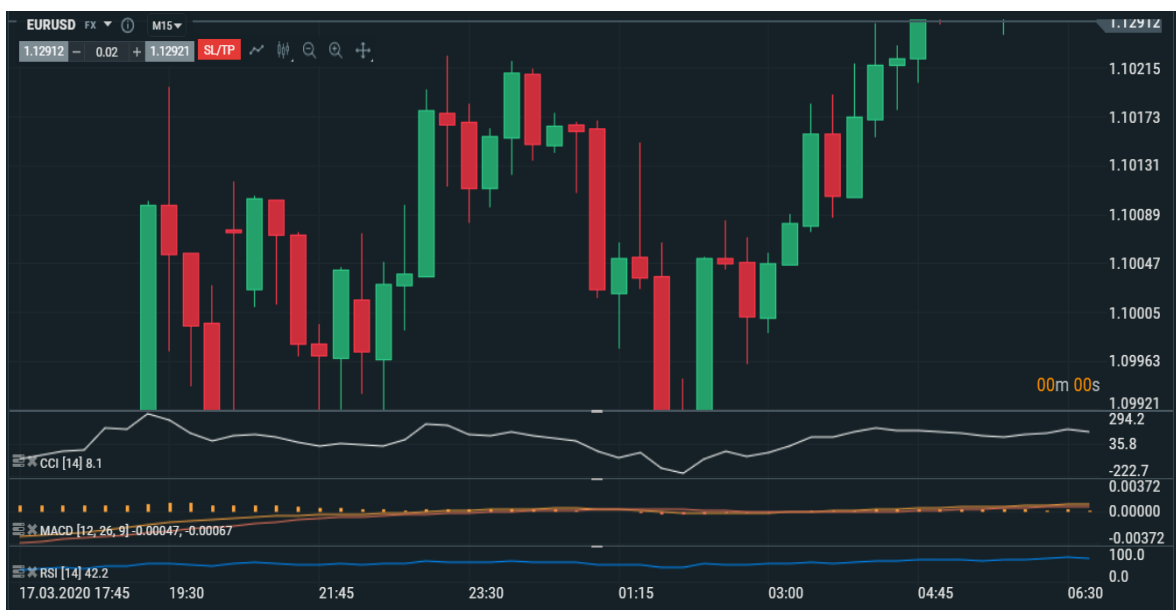 EURUSD FX M15
1.12912 – 0.02 + 1.12921 SL/TP
1.12912
1.10215
1.10173
1.10131
1.10089
1.10047
1.10005
1.09963
00m 00s
1.09921
294.2
35.8
CCI [14] 8.1
-222.7
0.00372
0.00000
MACD [12, 26, 9] -0.00047, -0.00067
-0.00372
100.0
RSI [14] 42.2
0.0
17.03.2020 17:45 19:30 21:45 23:30 01:15 03:00 04:45 06:30